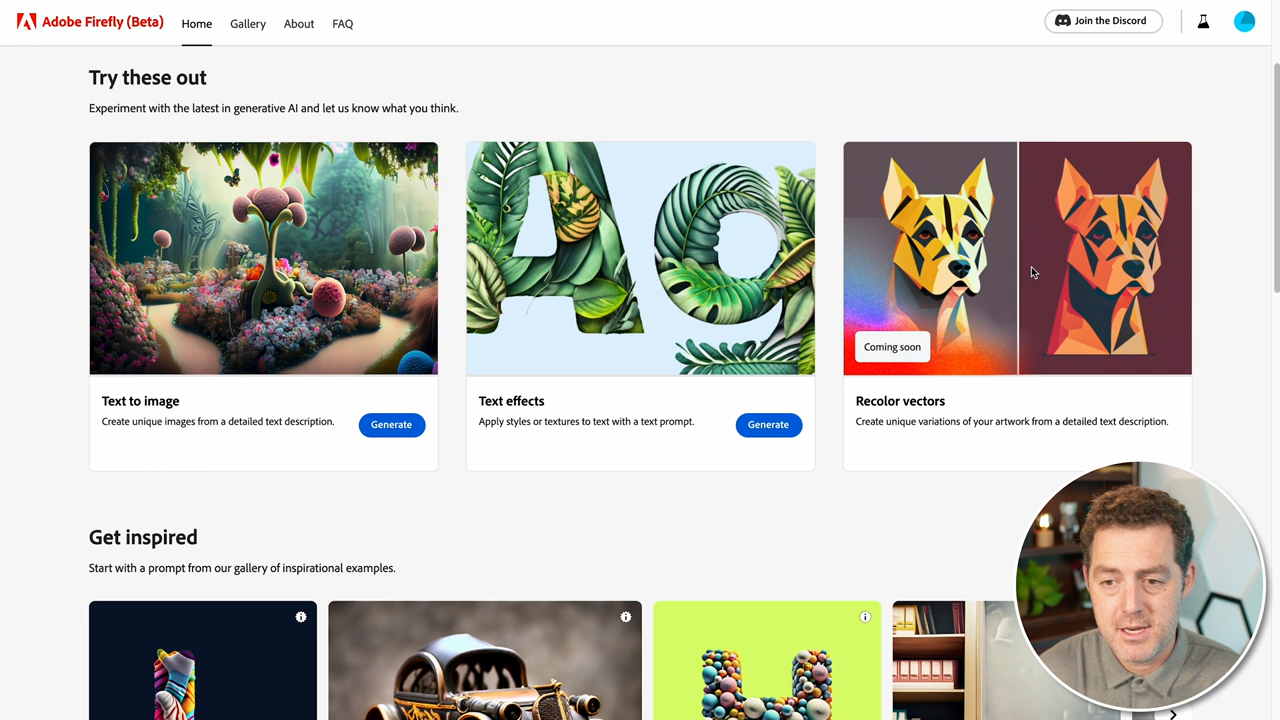 Adobe Firefly (Beta) Home Gallery About FAQ Join the Discord
Try these out
Experiment with the latest in generative AI and let us know what you think.
Ag
Coming soon
Text to image
Create unique images from a detailed text description.
Generate
Text effects
Apply styles or textures to text with a text prompt.
Generate
Recolor vectors
Create unique variations of your artwork from a detailed text description.
Get inspired
Start with a prompt from our gallery of inspirational examples.